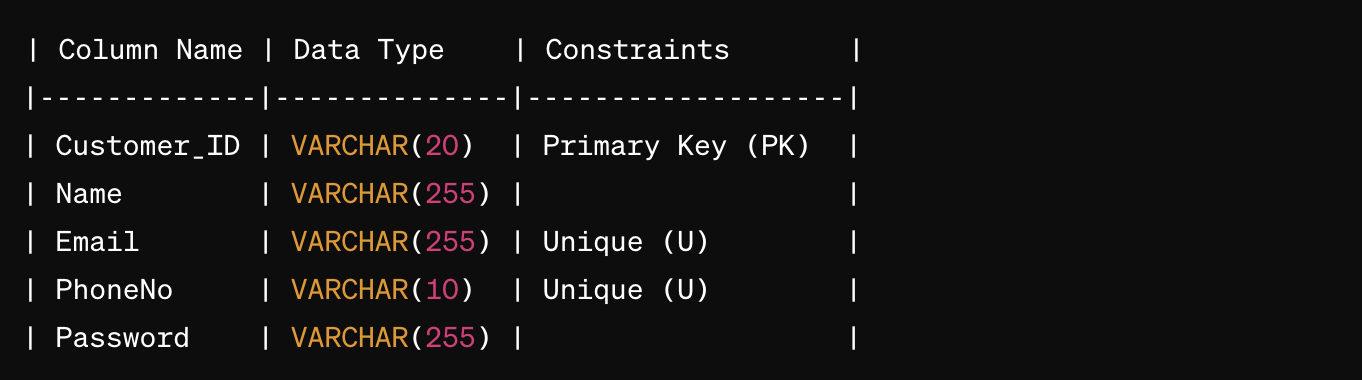 | Column Name | Data Type    | Constraints       |
|-------------|--------------|-------------------|
| Customer_ID | VARCHAR(20)  | Primary Key (PK)  |
| Name        | VARCHAR(255) |                   |
| Email       | VARCHAR(255) | Unique (U)        |
| PhoneNo     | VARCHAR(10)  | Unique (U)        |
| Password    | VARCHAR(255) |                   |